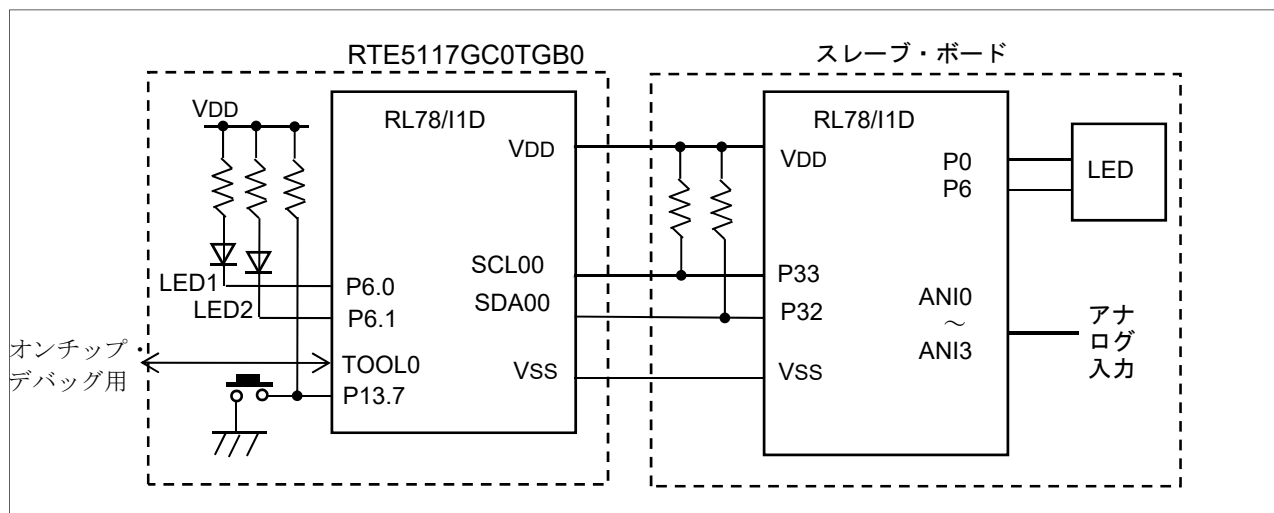 RTE5117GC0TGB0
スレーブ・ボード
VDD
RL78/I1D
VDD
SCL00
SDA00
VSS
LED1
LED2
P6.0
P6.1
TOOL0
P13.7
オンチップ・
デバッグ用
RL78/I1D
VDD
P33
P32
VSS
P0
P6
LED
ANI0
～
ANI3
アナ
ログ
入力